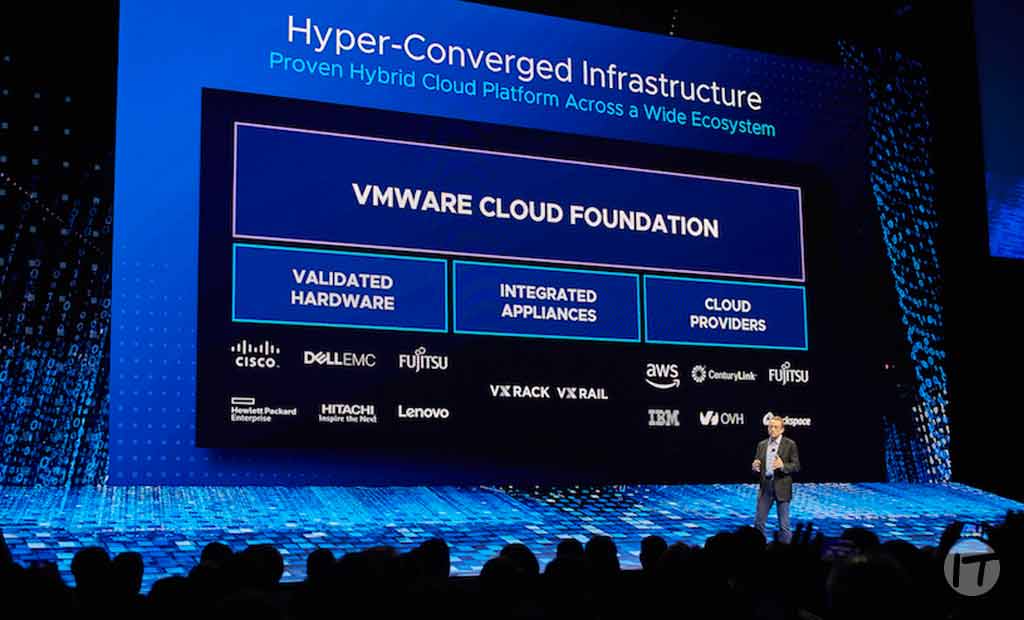 Hyper-Converged Infrastructure
Proven Hybrid Cloud Platform Across a Wide Ecosystem
VMWARE CLOUD FOUNDATION
VALIDATED
HARDWARE
INTEGRATED
APPLIANCES
CLOUD
PROVIDERS
CISCO
DELLEMC
FUJITSU
Hewlett Packard
Enterprise
HITACHI
Inspire the Next
Lenovo
VXRACK VXRAIL
aws
CenturyLink
FUJITSU
IBM
OVH
ckspace
IT